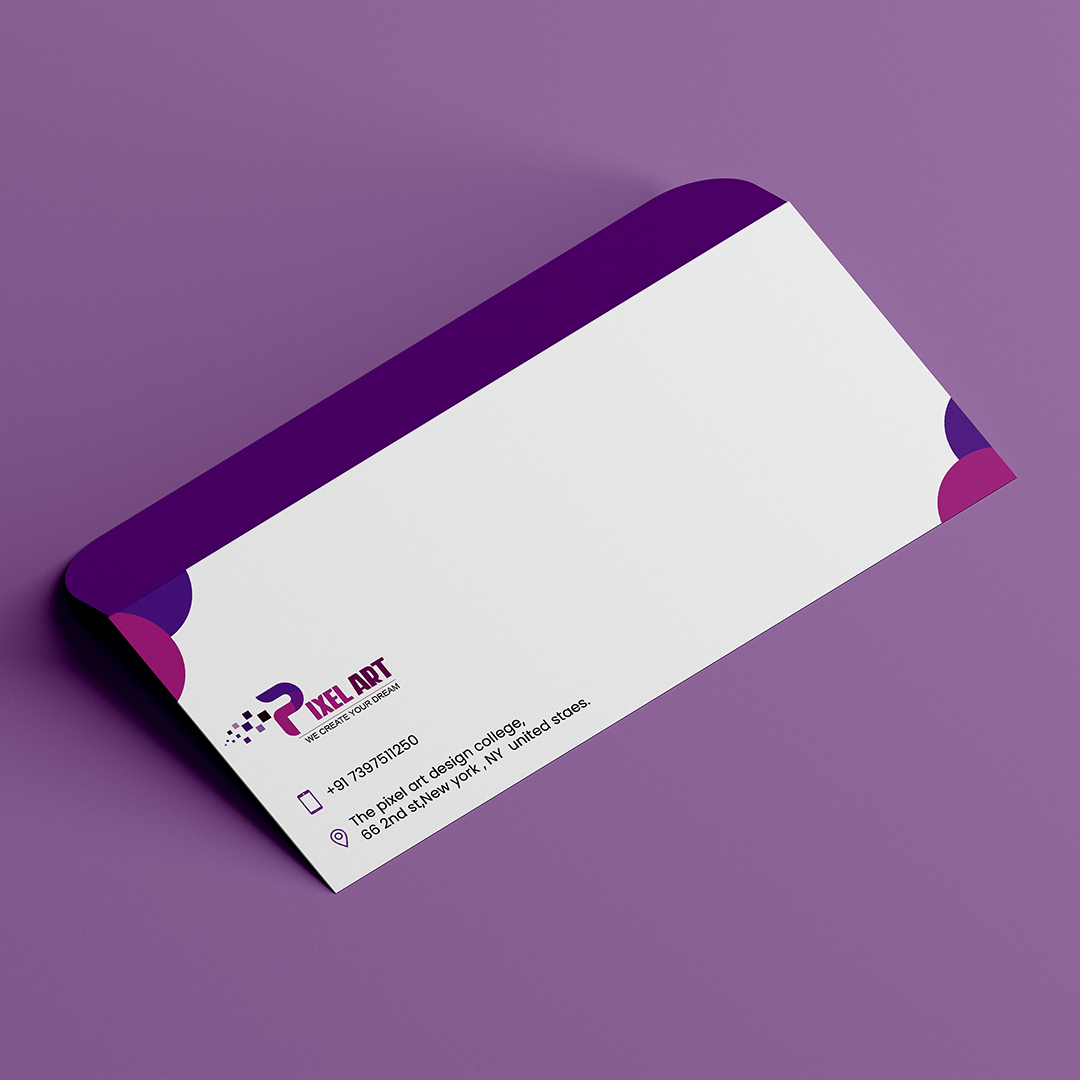 PIXEL ART
WE CREATE YOUR DREAM
+91 7397511250
The pixel art design college,
66 2nd st,New york , NY united staes.